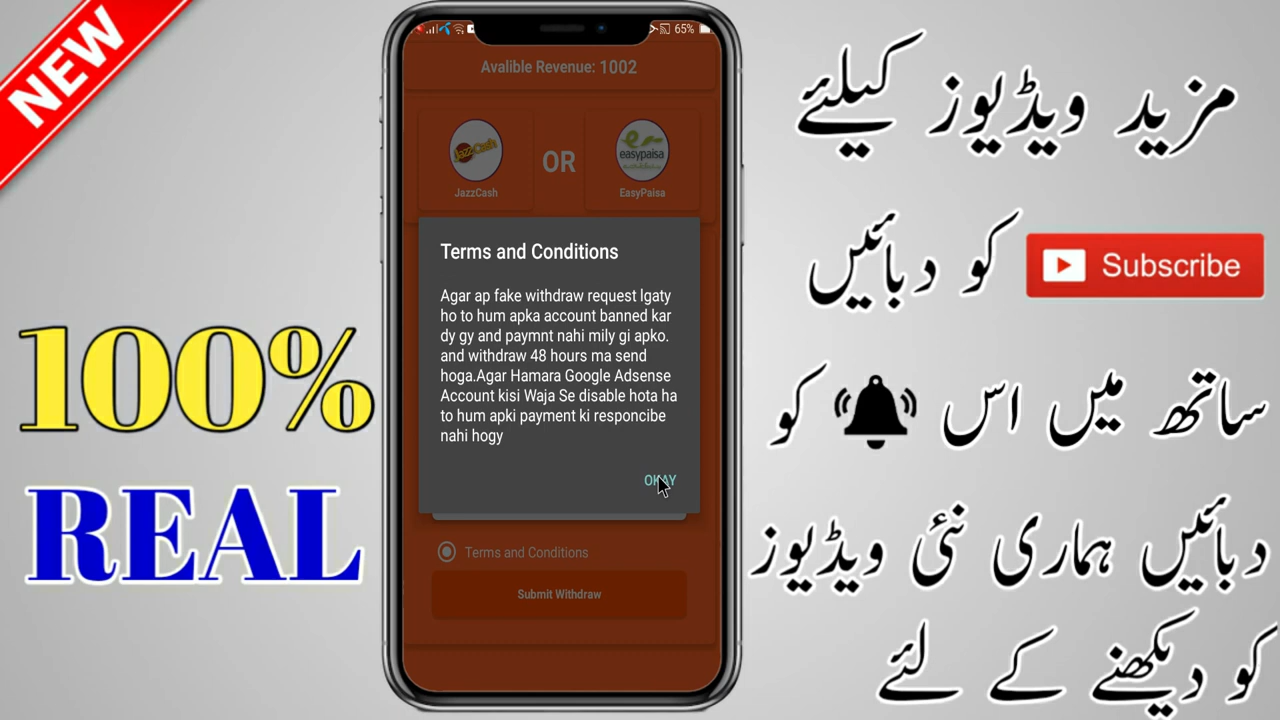 NEW
65%
Avalible Revenue: 1002
JazzCash
OR
easypaisa
JazzCash
EasyPaisa
Terms and Conditions
Agar ap fake withdraw request lgaty
ho to hum apka account banned kar
dy gy and paymnt nahi mily gi apko.
and withdraw 48 hours ma send
hoga.Agar Hamara Google Adsense
Account kisi Waja Se disable hota ha
to hum apki payment ki responcibe
nahi hogy
OKAY
Terms and Conditions
Submit Withdraw
100%
REAL
مزید ویڈیوز کیلئے
Subscribe کو دبائیں
ساتھ میں اس کو
دبائیں ہماری نئی ویڈیوز
کو دیکھنے کے لئے